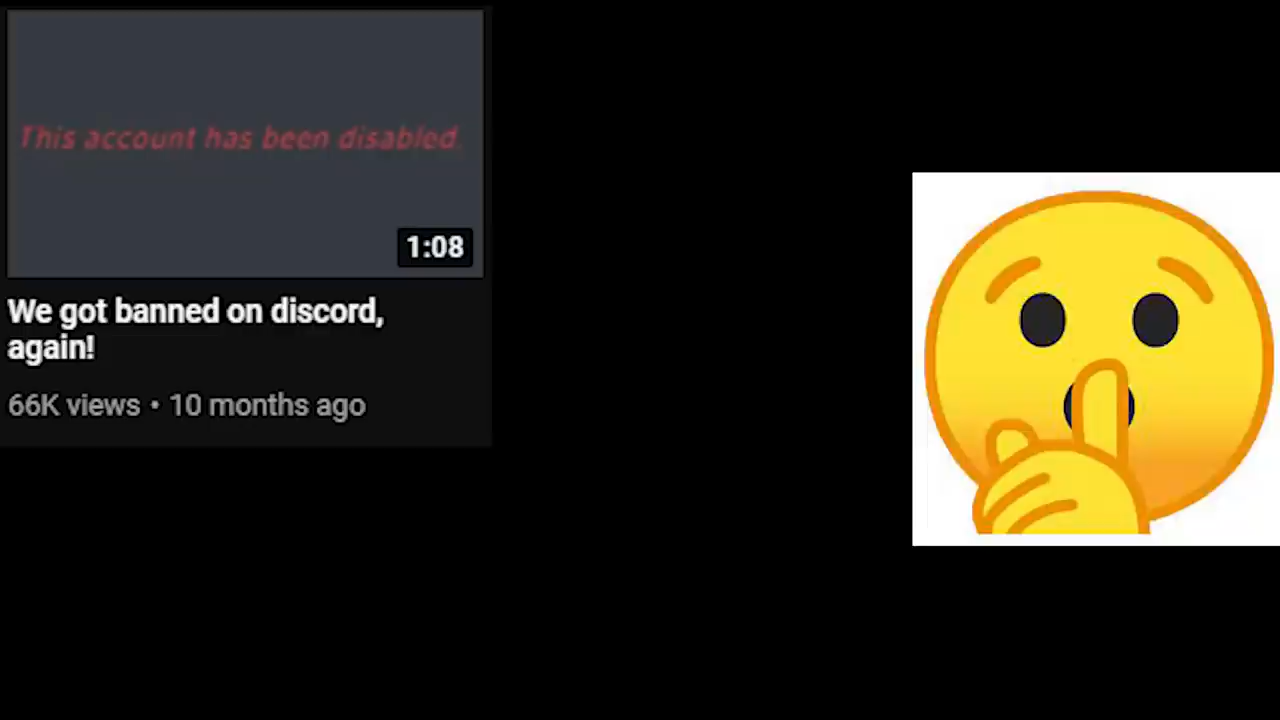 This account has been disabled.
1:08
We got banned on discord,
again!
66K views • 10 months ago